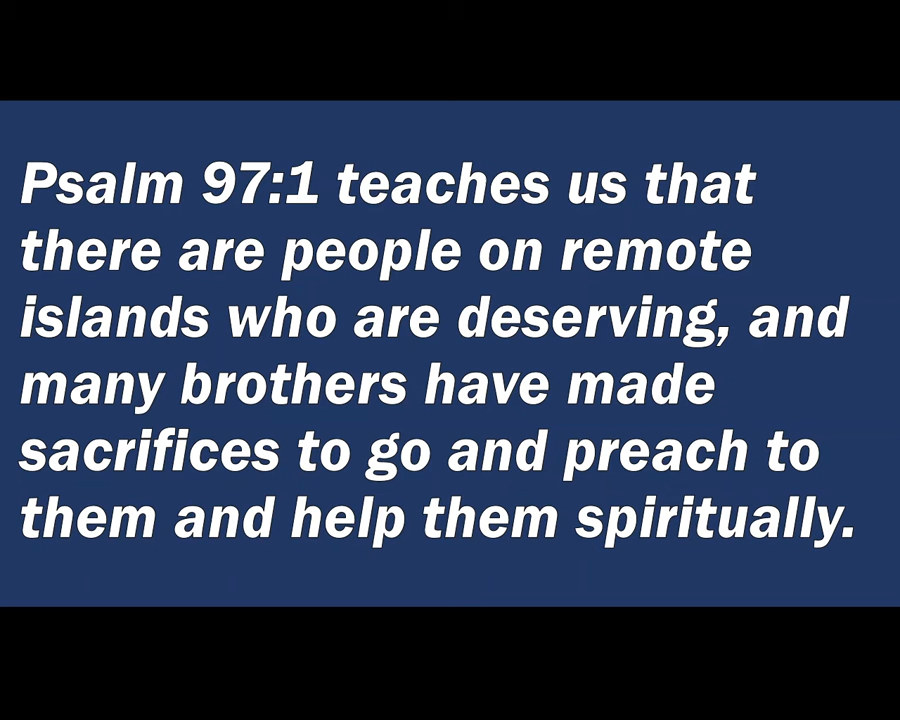 Psalm 97:1 teaches us that
there are people on remote
islands who are deserving, and
many brothers have made
sacrifices to go and preach to
them and help them spiritually.